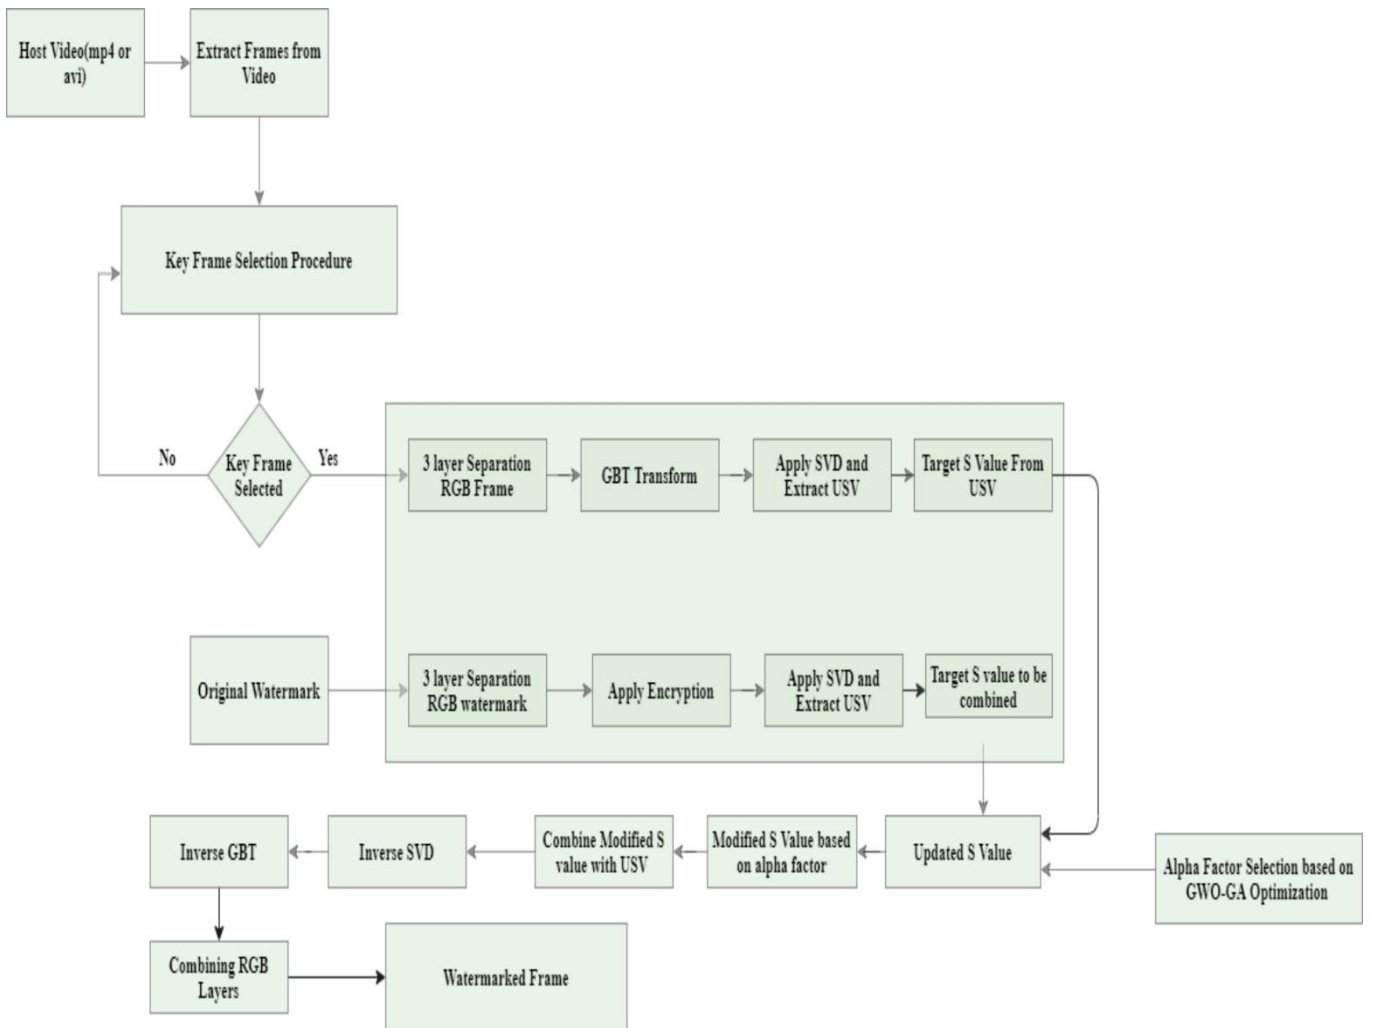 Host Video(mp4 or
avi)
Extract Frames from
Video
Key Frame Selection Procedure
No
Key Frame
Selected
Yes
3 layer Separation
RGB Frame
GBT Transform
Apply SVD and
Extract USV
Target S Value From
USV
Original Watermark
3 layer Separation
RGB watermark
Apply Encryption
Apply SVD and
Extract USV
Target S value to be
combined
Inverse GBT
Inverse SVD
Combine Modified S
value with USV
Modified S Value based
on alpha factor
Updated S Value
Alpha Factor Selection based on
GWO-GA Optimization
Combining RGB
Layers
Watermarked Frame